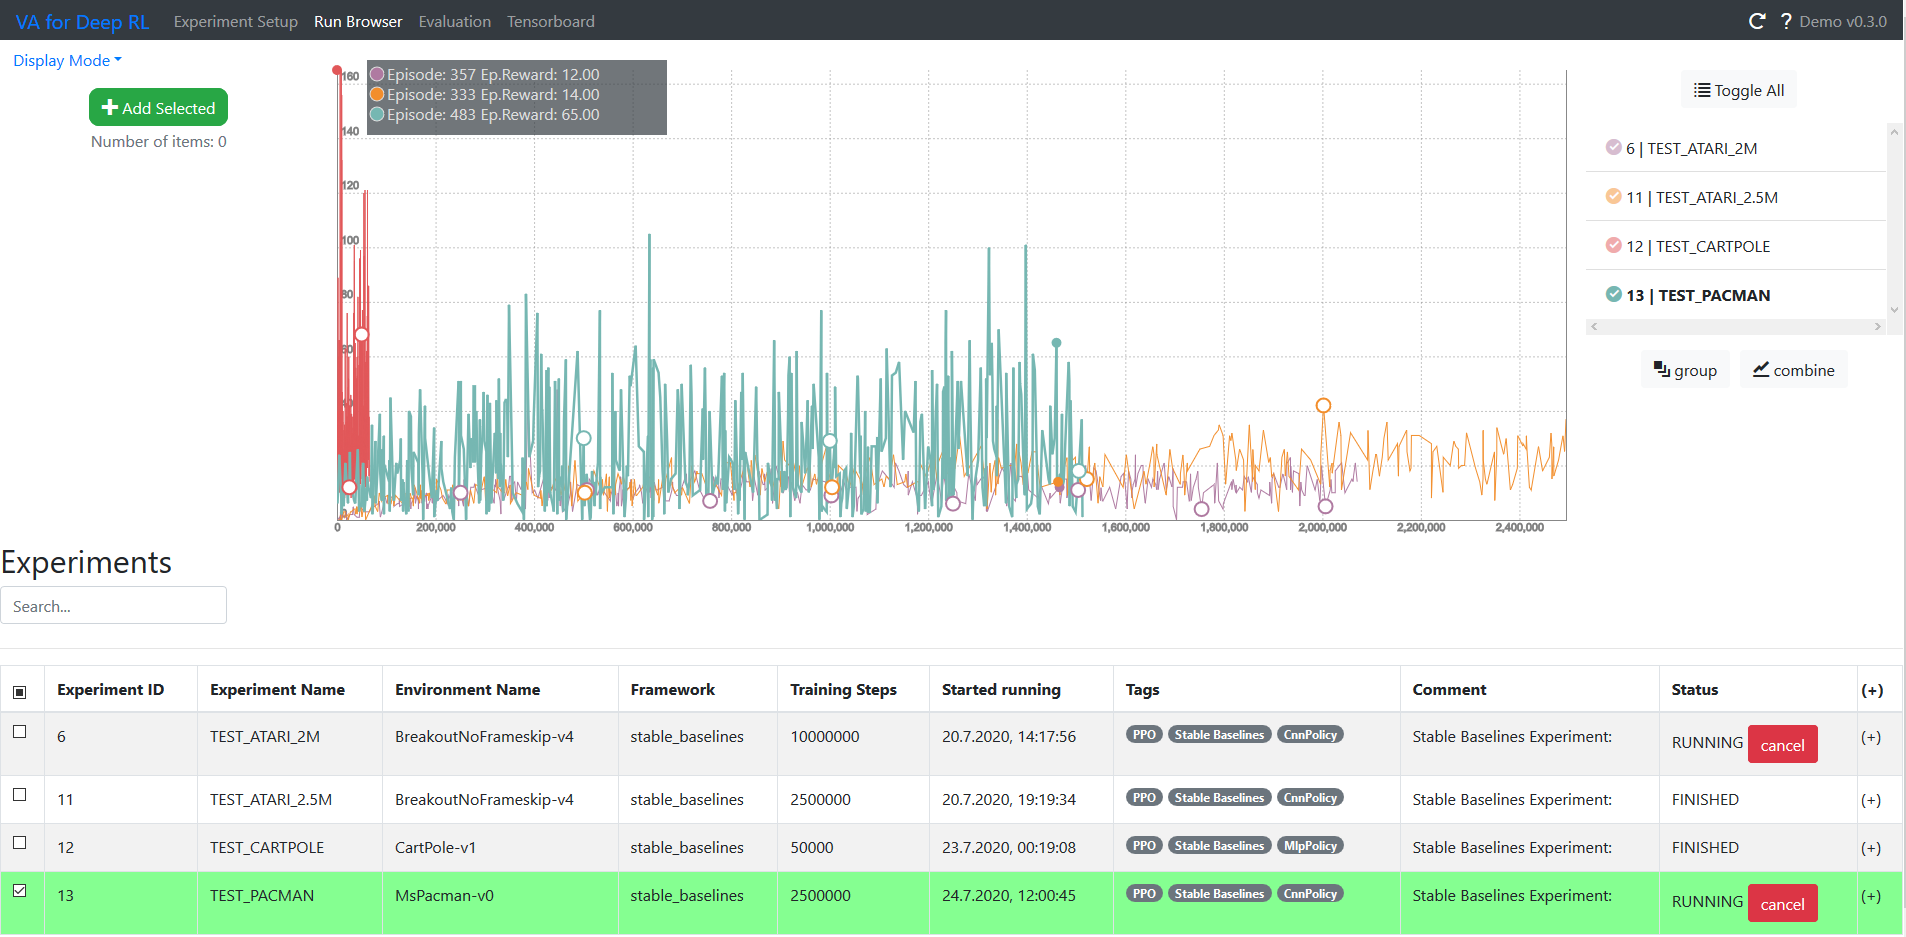 VA for Deep RL Experiment Setup Run Browser Evaluation Tensorboard ? Demo v0.3.0
Display Mode
Add Selected
Number of items: 0
Episode: 357 Ep.Reward: 12.00
Episode: 333 Ep.Reward: 14.00
Episode: 483 Ep.Reward: 65.00
160
140
120
100
80
60
40
0
0 200,000 400,000 600,000 800,000 1,000,000 1,200,000 1,400,000 1,600,000 1,800,000 2,000,000 2,200,000 2,400,000
Toggle All
6 | TEST_ATARI_2M
11 | TEST_ATARI_2.5M
12 | TEST_CARTPOLE
13 | TEST_PACMAN
group combine
Experiments
Search...
Experiment ID Experiment Name Environment Name Framework Training Steps Started running Tags Comment Status (+)
6 TEST_ATARI_2M BreakoutNoFrameskip-v4 stable_baselines 10000000 20.7.2020, 14:17:56 PPO Stable Baselines CnnPolicy Stable Baselines Experiment: RUNNING cancel (+)
11 TEST_ATARI_2.5M BreakoutNoFrameskip-v4 stable_baselines 2500000 20.7.2020, 19:19:34 PPO Stable Baselines CnnPolicy Stable Baselines Experiment: FINISHED (+)
12 TEST_CARTPOLE CartPole-v1 stable_baselines 50000 23.7.2020, 00:19:08 PPO Stable Baselines MlpPolicy Stable Baselines Experiment: FINISHED (+)
13 TEST_PACMAN MsPacman-v0 stable_baselines 2500000 24.7.2020, 12:00:45 PPO Stable Baselines CnnPolicy Stable Baselines Experiment: RUNNING cancel (+)